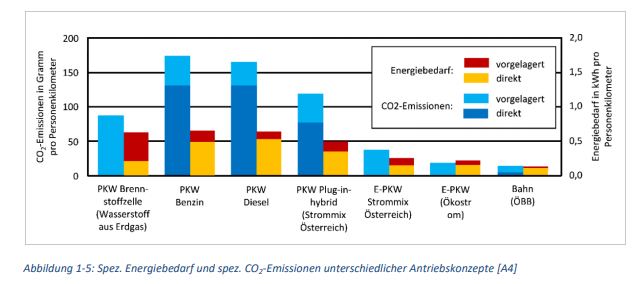 CO2-Emissionen in Gramm
pro Personenkilometer
200
150
100
50
0
2,0
1,5
1,0
0,5
0,0
Energiebedarf in kWh pro
Personenkilometer
Energiebedarf:
vorgelagert
direkt
CO2-Emissionen:
vorgelagert
direkt
PKW Brenn-
stoffzelle
(Wasserstoff
aus Erdgas)
PKW
Benzin
PKW
Diesel
PKW Plug-in-
hybrid
(Strommix
Österreich)
E-PKW
Strommix
Österreich)
E-PKW
(Ökostr
om)
Bahn
(ÖBB)
Abbildung 1-5: Spez. Energiebedarf und spez. CO2-Emissionen unterschiedlicher Antriebskonzepte [A4]